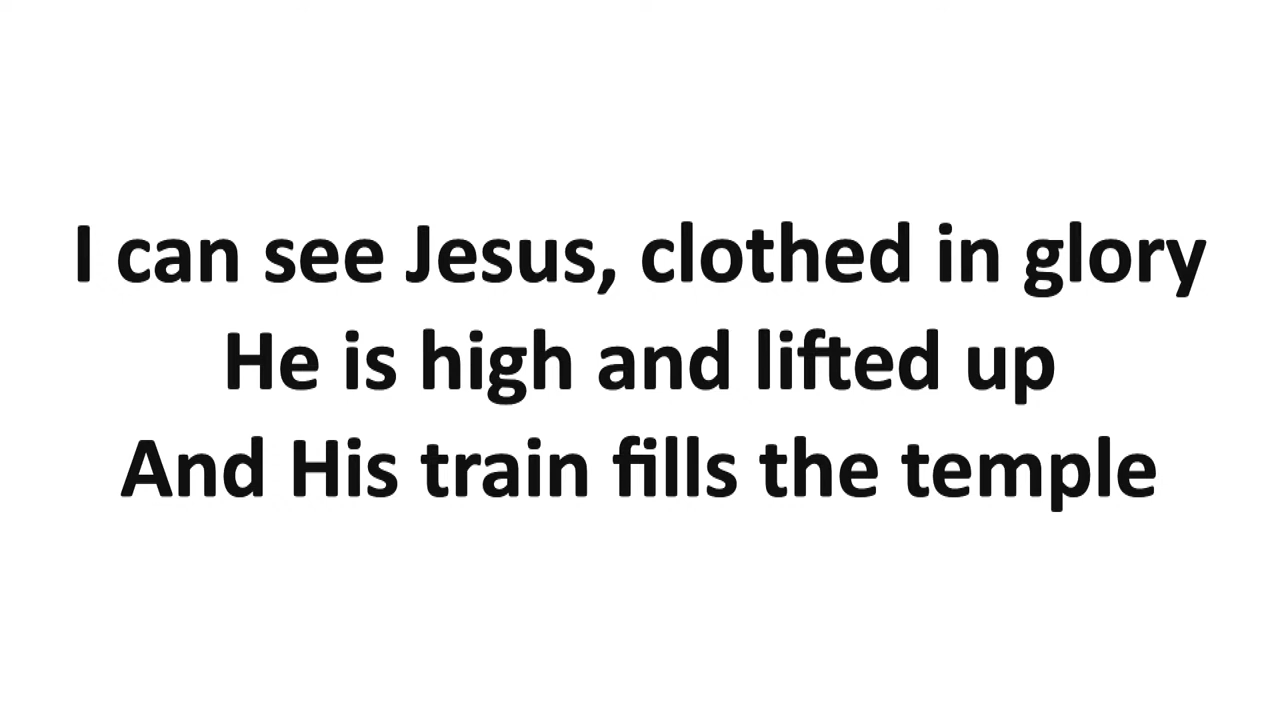 I can see Jesus, clothed in glory
He is high and lifted up
And His train fills the temple